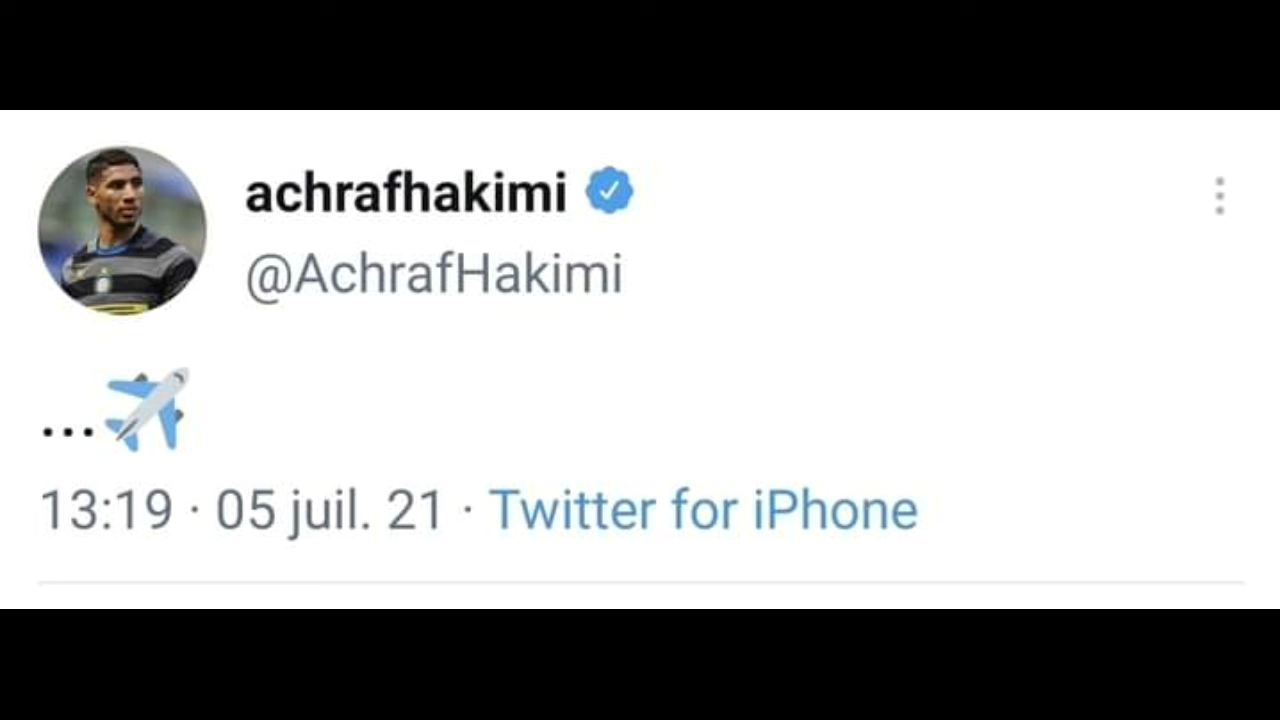 achrafhakimi
@AchrafHakimi
...✈️
13:19 · 05 juil. 21 · Twitter for iPhone